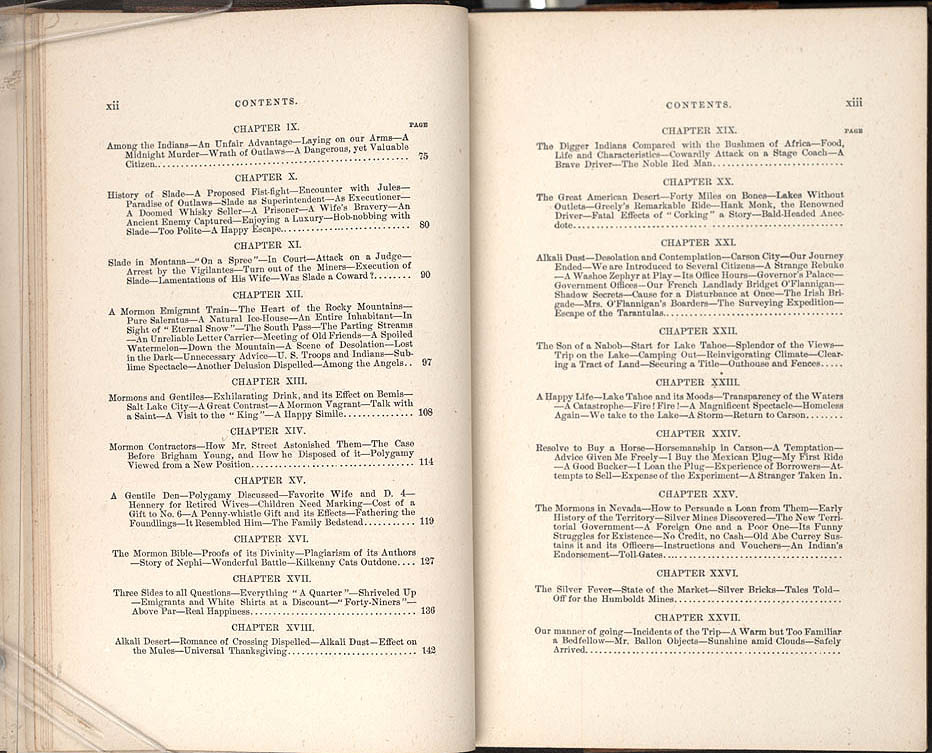 xii
CONTENTS.
CHAPTER IX.
PAGE
Among the Indians—An Unfair Advantage—Laying on our Arms—A
Midnight Murder—Wrath of Outlaws—A Dangerous, yet Valuable
Citizen.................................................. 75
CHAPTER X.
History of Slade—A Proposed Fist-fight—Encounter with Jules—
Paradise of Outlaws—Slade as Superintendent—As Executioner—
A Doomed Whisky Seller—A Prisoner—A Wife's Bravery—An
Ancient Enemy Captured—Enjoying a Luxury—Hob-nobbing with
Slade—Too Polite—A Happy Escape......................... 80
CHAPTER XI.
Slade in Montana—"On a Spree"—In Court—Attack on a Judge—
Arrest by the Vigilantes—Turn out of the Miners—Execution of
Slade—Lamentations of His Wife—Was Slade a Coward?....... 90
CHAPTER XII.
A Mormon Emigrant Train—The Heart of the Rocky Mountains—
Pure Saleratus—A Natural Ice-House—An Entire Inhabitant—In
Sight of "Eternal Snow"—The South Pass—The Parting Streams
—An Unreliable Letter Carrier—Meeting of Old Friends—A Spoiled
Watermelon—Down the Mountain—A Scene of Desolation—Lost
in the Dark—Unnecessary Advice—U. S. Troops and Indians—Sub-
lime Spectacle—Another Delusion Dispelled—Among the Angels.. 97
CHAPTER XIII.
Mormons and Gentiles—Exhilarating Drink, and its Effect on Bemis—
Salt Lake City—A Great Contrast—A Mormon Vagrant—Talk with
a Saint—A Visit to the "King"—A Happy Simile.............. 108
CHAPTER XIV.
Mormon Contractors—How Mr. Street Astonished Them—The Case
Before Brigham Young, and How he Disposed of it—Polygamy
Viewed from a New Position................................ 114
CHAPTER XV.
A Gentile Den—Polygamy Discussed—Favorite Wife and D. 4—
Hennery for Retired Wives—Children Need Marking—Cost of a
Gift to No. 6—A Penny-whistle Gift and its Effects—Fathering the
Foundlings—It Resembled Him—The Family Bedstead........... 119
CHAPTER XVI.
The Mormon Bible—Proofs of its Divinity—Plagiarism of its Authors
—Story of Nephi—Wonderful Battle—Kilkenny Cats Outdone.... 127
CHAPTER XVII.
Three Sides to all Questions—Everything "A Quarter"—Shriveled Up
—Emigrants and White Shirts at a Discount—"Forty-Niners"—
Above Par—Real Happiness.................................. 136
CHAPTER XVIII.
Alkali Desert—Romance of Crossing Dispelled—Alkali Dust—Effect on
the Mules—Universal Thanksgiving.......................... 142
CONTENTS.
xiii
CHAPTER XIX.
PAGE
The Digger Indians Compared with the Bushmen of Africa—Food,
Life and Characteristics—Cowardly Attack on a Stage Coach—A
Brave Driver—The Noble Red Man..........................
CHAPTER XX.
The Great American Desert—Forty Miles on Bones—Lakes Without
Outlets—Greely's Remarkable Ride—Hank Monk, the Renowned
Driver—Fatal Effects of "Corking" a Story—Bald-Headed Anec-
dote.....................................................
CHAPTER XXI.
Alkali Dust—Desolation and Contemplation—Carson City—Our Journey
Ended—We are Introduced to Several Citizens—A Strange Rebuke
—A Washoe Zephyr at Play—Its Office Hours—Governor's Palace—
Government Offices—Our French Landlady Bridget O'Flannigan—
Shadow Secrets—Cause for a Disturbance at Once—The Irish Bri-
gade—Mrs. O'Flannigan's Boarders—The Surveying Expedition—
Escape of the Tarantulas..................................
CHAPTER XXII.
The Son of a Nabob—Start for Lake Tahoe—Splendor of the Views—
Trip on the Lake—Camping Out—Reinvigorating Climate—Clear-
ing a Tract of Land—Securing a Title—Outhouse and Fences.....
CHAPTER XXIII.
A Happy Life—Lake Tahoe and its Moods—Transparency of the Waters
—A Catastrophe—Fire! Fire!—A Magnificent Spectacle—Homeless
Again—We take to the Lake—A Storm—Return to Carson........
CHAPTER XXIV.
Resolve to Buy a Horse—Horsemanship in Carson—A Temptation—
Advice Given Me Freely—I Buy the Mexican Plug—My First Ride
—A Good Bucker—I Loan the Plug—Experience of Borrowers—At-
tempts to Sell—Expense of the Experiment—A Stranger Taken In.
CHAPTER XXV.
The Mormons in Nevada—How to Persuade a Loan from Them—Early
History of the Territory—Silver Mines Discovered—The New Terri-
torial Government—A Foreign One and a Poor One—Its Funny
Struggles for Existence—No Credit, no Cash—Old Abe Currey Sus-
tains it and its Officers—Instructions and Vouchers—An Indian's
Endorsement—Toll-Gates....................................
CHAPTER XXVI.
The Silver Fever—State of the Market—Silver Bricks—Tales Told—
Off for the Humboldt Mines.................................
CHAPTER XXVII.
Our manner of going—Incidents of the Trip—A Warm but Too Familiar
a Bedfellow—Mr. Ballon Objects—Sunshine amid Clouds—Safely
Arrived...................................................